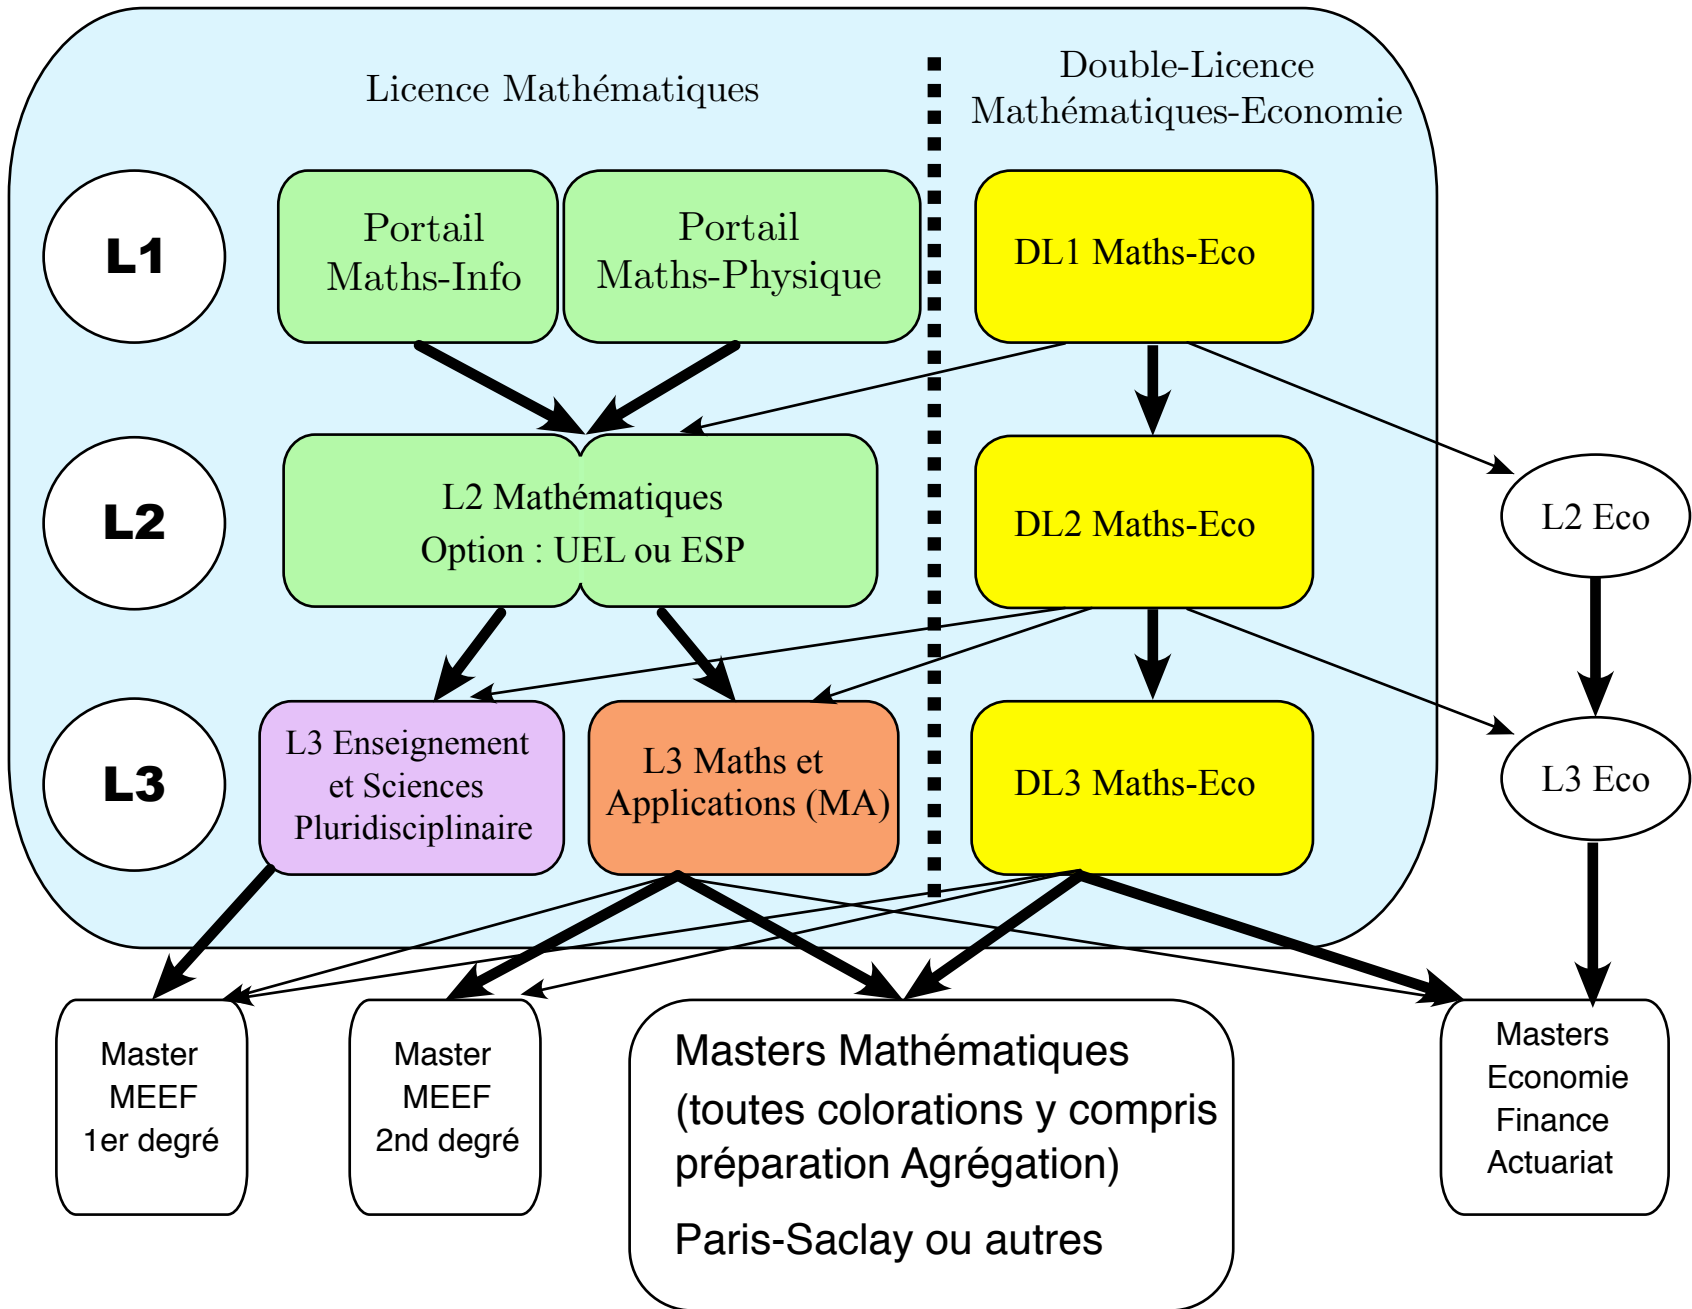 Licence Mathématiques
Double-Licence
Mathématiques-Economie
L1
Portail
Maths-Info
Portail
Maths-Physique
DL1 Maths-Eco
L2
L2 Mathématiques
Option : UEL ou ESP
DL2 Maths-Eco
L2 Eco
L3
L3 Enseignement
et Sciences
Pluridisciplinaire
L3 Maths et
Applications (MA)
DL3 Maths-Eco
L3 Eco
Master
MEEF
1er degré
Master
MEEF
2nd degré
Masters Mathématiques
(toutes colorations y compris
préparation Agrégation)
Paris-Saclay ou autres
Masters
Economie
Finance
Actuariat